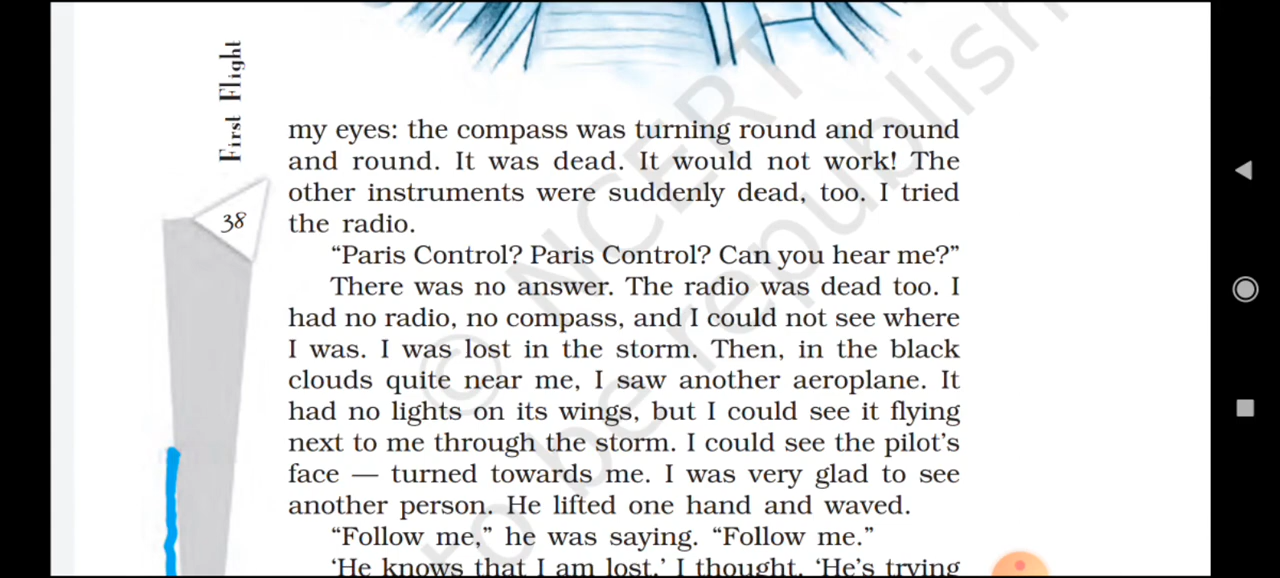 First Flight
38
my eyes: the compass was turning round and round
and round. It was dead. It would not work! The
other instruments were suddenly dead, too. I tried
the radio.
“Paris Control? Paris Control? Can you hear me?”
There was no answer. The radio was dead too. I
had no radio, no compass, and I could not see where
I was. I was lost in the storm. Then, in the black
clouds quite near me, I saw another aeroplane. It
had no lights on its wings, but I could see it flying
next to me through the storm. I could see the pilot’s
face — turned towards me. I was very glad to see
another person. He lifted one hand and waved.
“Follow me,” he was saying. “Follow me.”
‘He knows that I am lost,’ I thought. ‘He’s trying
© NCERT
to be republish